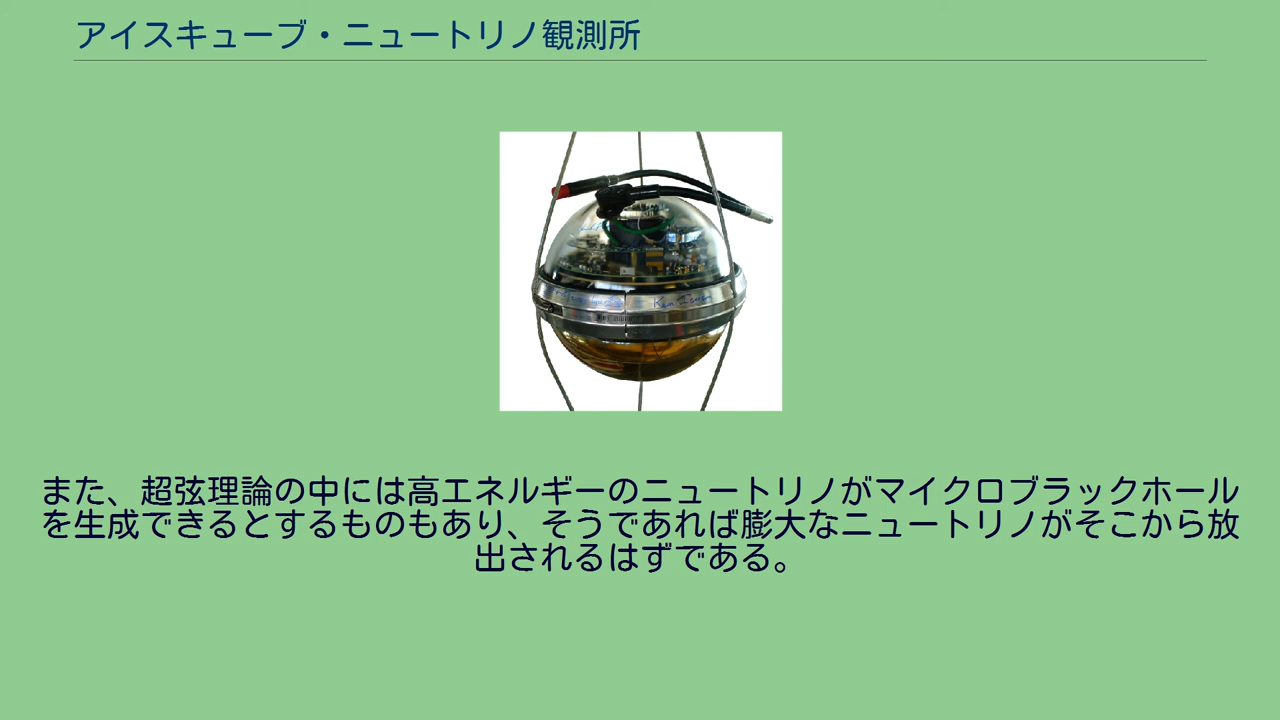 アイスキューブ・ニュートリノ観測所
また、超弦理論の中には高エネルギーのニュートリノがマイクロブラックホール
を生成できるとするものもあり、そうであれば膨大なニュートリノがそこから放
出されるはずである。